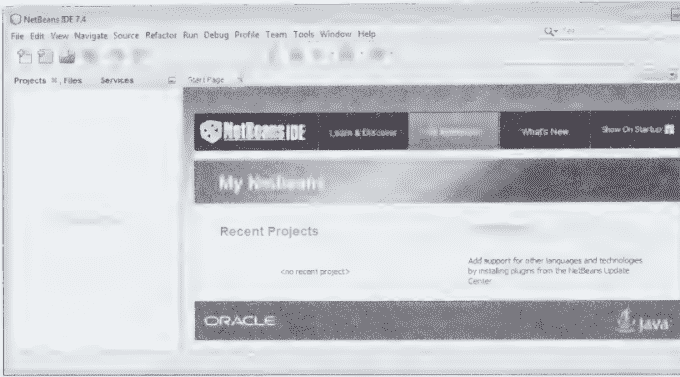 NetBeans IDE 7.4
File Edit View Navigate Source Refactor Run Debug Profile Team Tools Window Help
Projects Files Services Start Page
NetBeans IDE Learn & Discover What's New Show On Startup
My NetBeans
Recent Projects
<no recent project>
Add support for other languages and technologies
by installing plugins from the NetBeans Update
Center
ORACLE Java